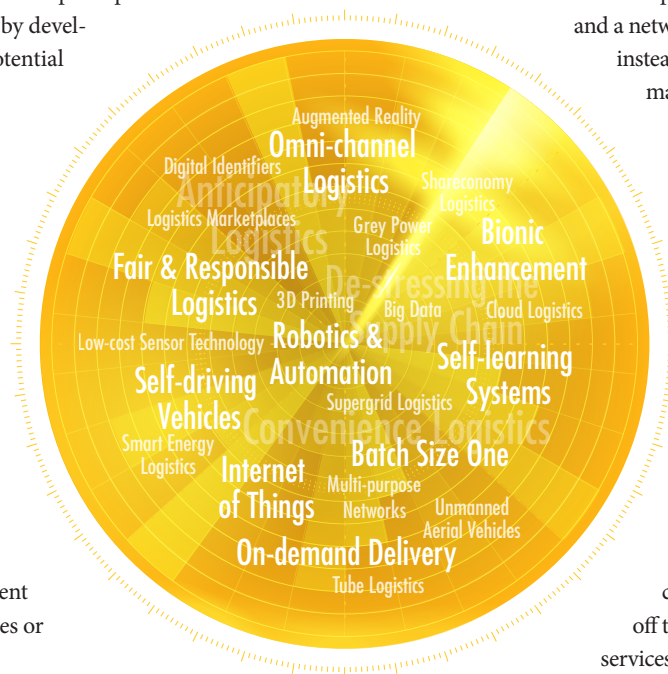 by devel-
otential
and a netw
instea
ma
Augmented Reality
Omni-channel
Logistics
Digital Identifiers
Anticipatory
Logistics
Shareconomy
Logistics
Logistics Marketplaces
Grey Power
Logistics
Bionic
Enhancement
Fair & Responsible
Logistics
De-stressing the
Supply Chain
3D Printing
Big Data
Cloud Logistics
Low-cost Sensor Technology
Robotics &
Automation
Self-learning
Systems
Self-driving
Vehicles
Supergrid Logistics
Convenience Logistics
Smart Energy
Logistics
Batch Size One
Internet
of Things
Multi-purpose
Networks
Unmanned
Aerial Vehicles
On-demand Delivery
Tube Logistics
ent
es or
c
off t
services